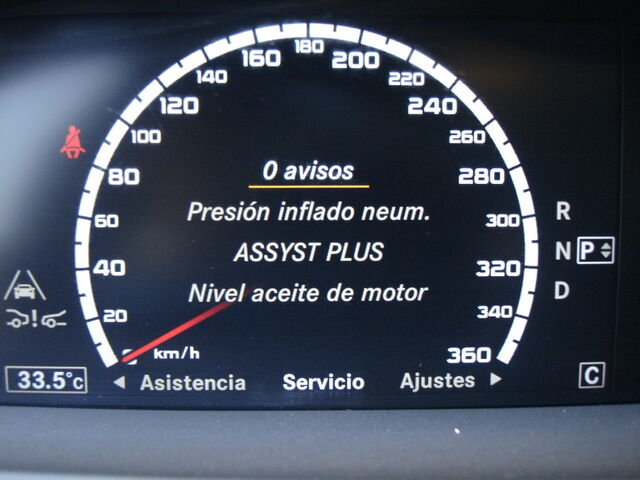 180
160 200
140 220
120 240
100 260
0 avisos
80 280
Presión inflado neum.
60 300
R
ASSYST PLUS
N P
40 320
Nivel aceite de motor
D
20 340
km/h
360
33.5°C
Asistencia Servicio Ajustes
C